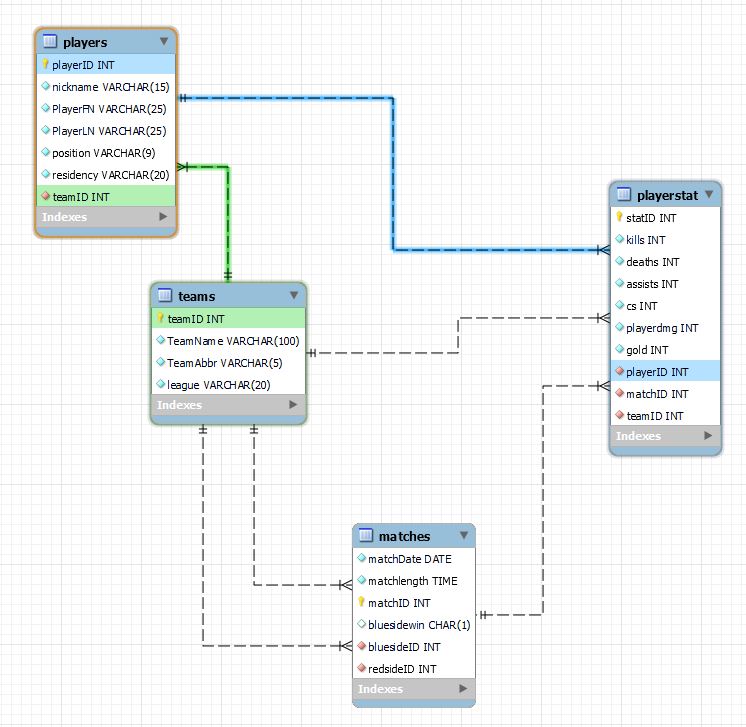 players
playerID INT
nickname VARCHAR(15)
PlayerFN VARCHAR(25)
PlayerLN VARCHAR(25)
position VARCHAR(9)
residency VARCHAR(20)
teamID INT
Indexes
teams
teamID INT
TeamName VARCHAR(100)
TeamAbbr VARCHAR(5)
league VARCHAR(20)
Indexes
playerstat
statID INT
kills INT
deaths INT
assists INT
cs INT
playerdmg INT
gold INT
playerID INT
matchID INT
teamID INT
Indexes
matches
matchDate DATE
matchlength TIME
matchID INT
bluesidewin CHAR(1)
bluesideID INT
redsideID INT
Indexes